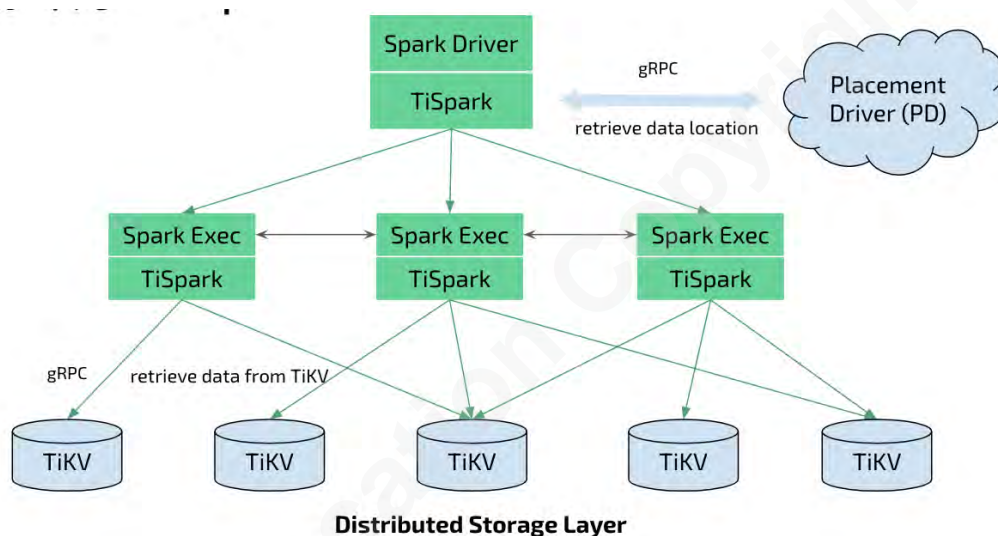 Spark Driver
TiSpark
gRPC
retrieve data location
Placement
Driver (PD)
Spark Exec
Spark Exec
Spark Exec
TiSpark
TiSpark
TiSpark
gRPC
retrieve data from TiKV
TiKV
TiKV
TiKV
TiKV
TiKV
Distributed Storage Layer